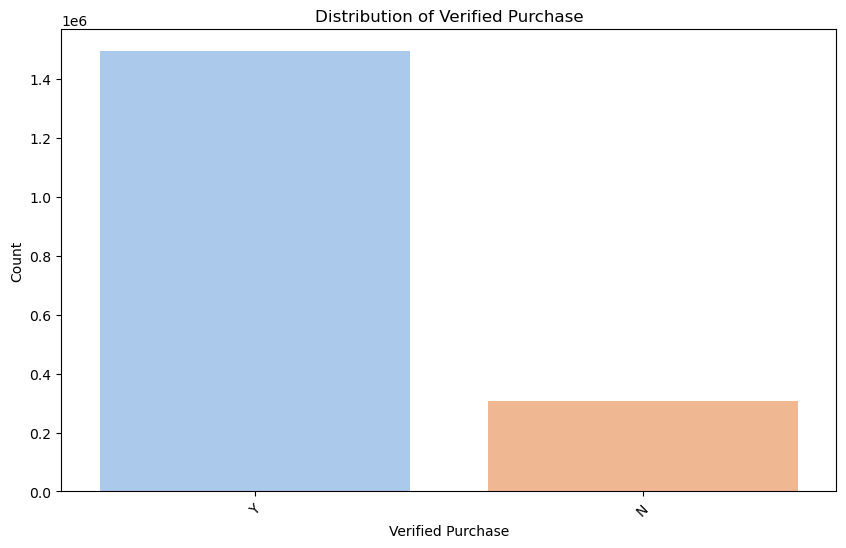 Distribution of Verified Purchase
1e6
1.4
1.2
1.0
0.8
0.6
0.4
0.2
0.0
Count
Y
N
Verified Purchase